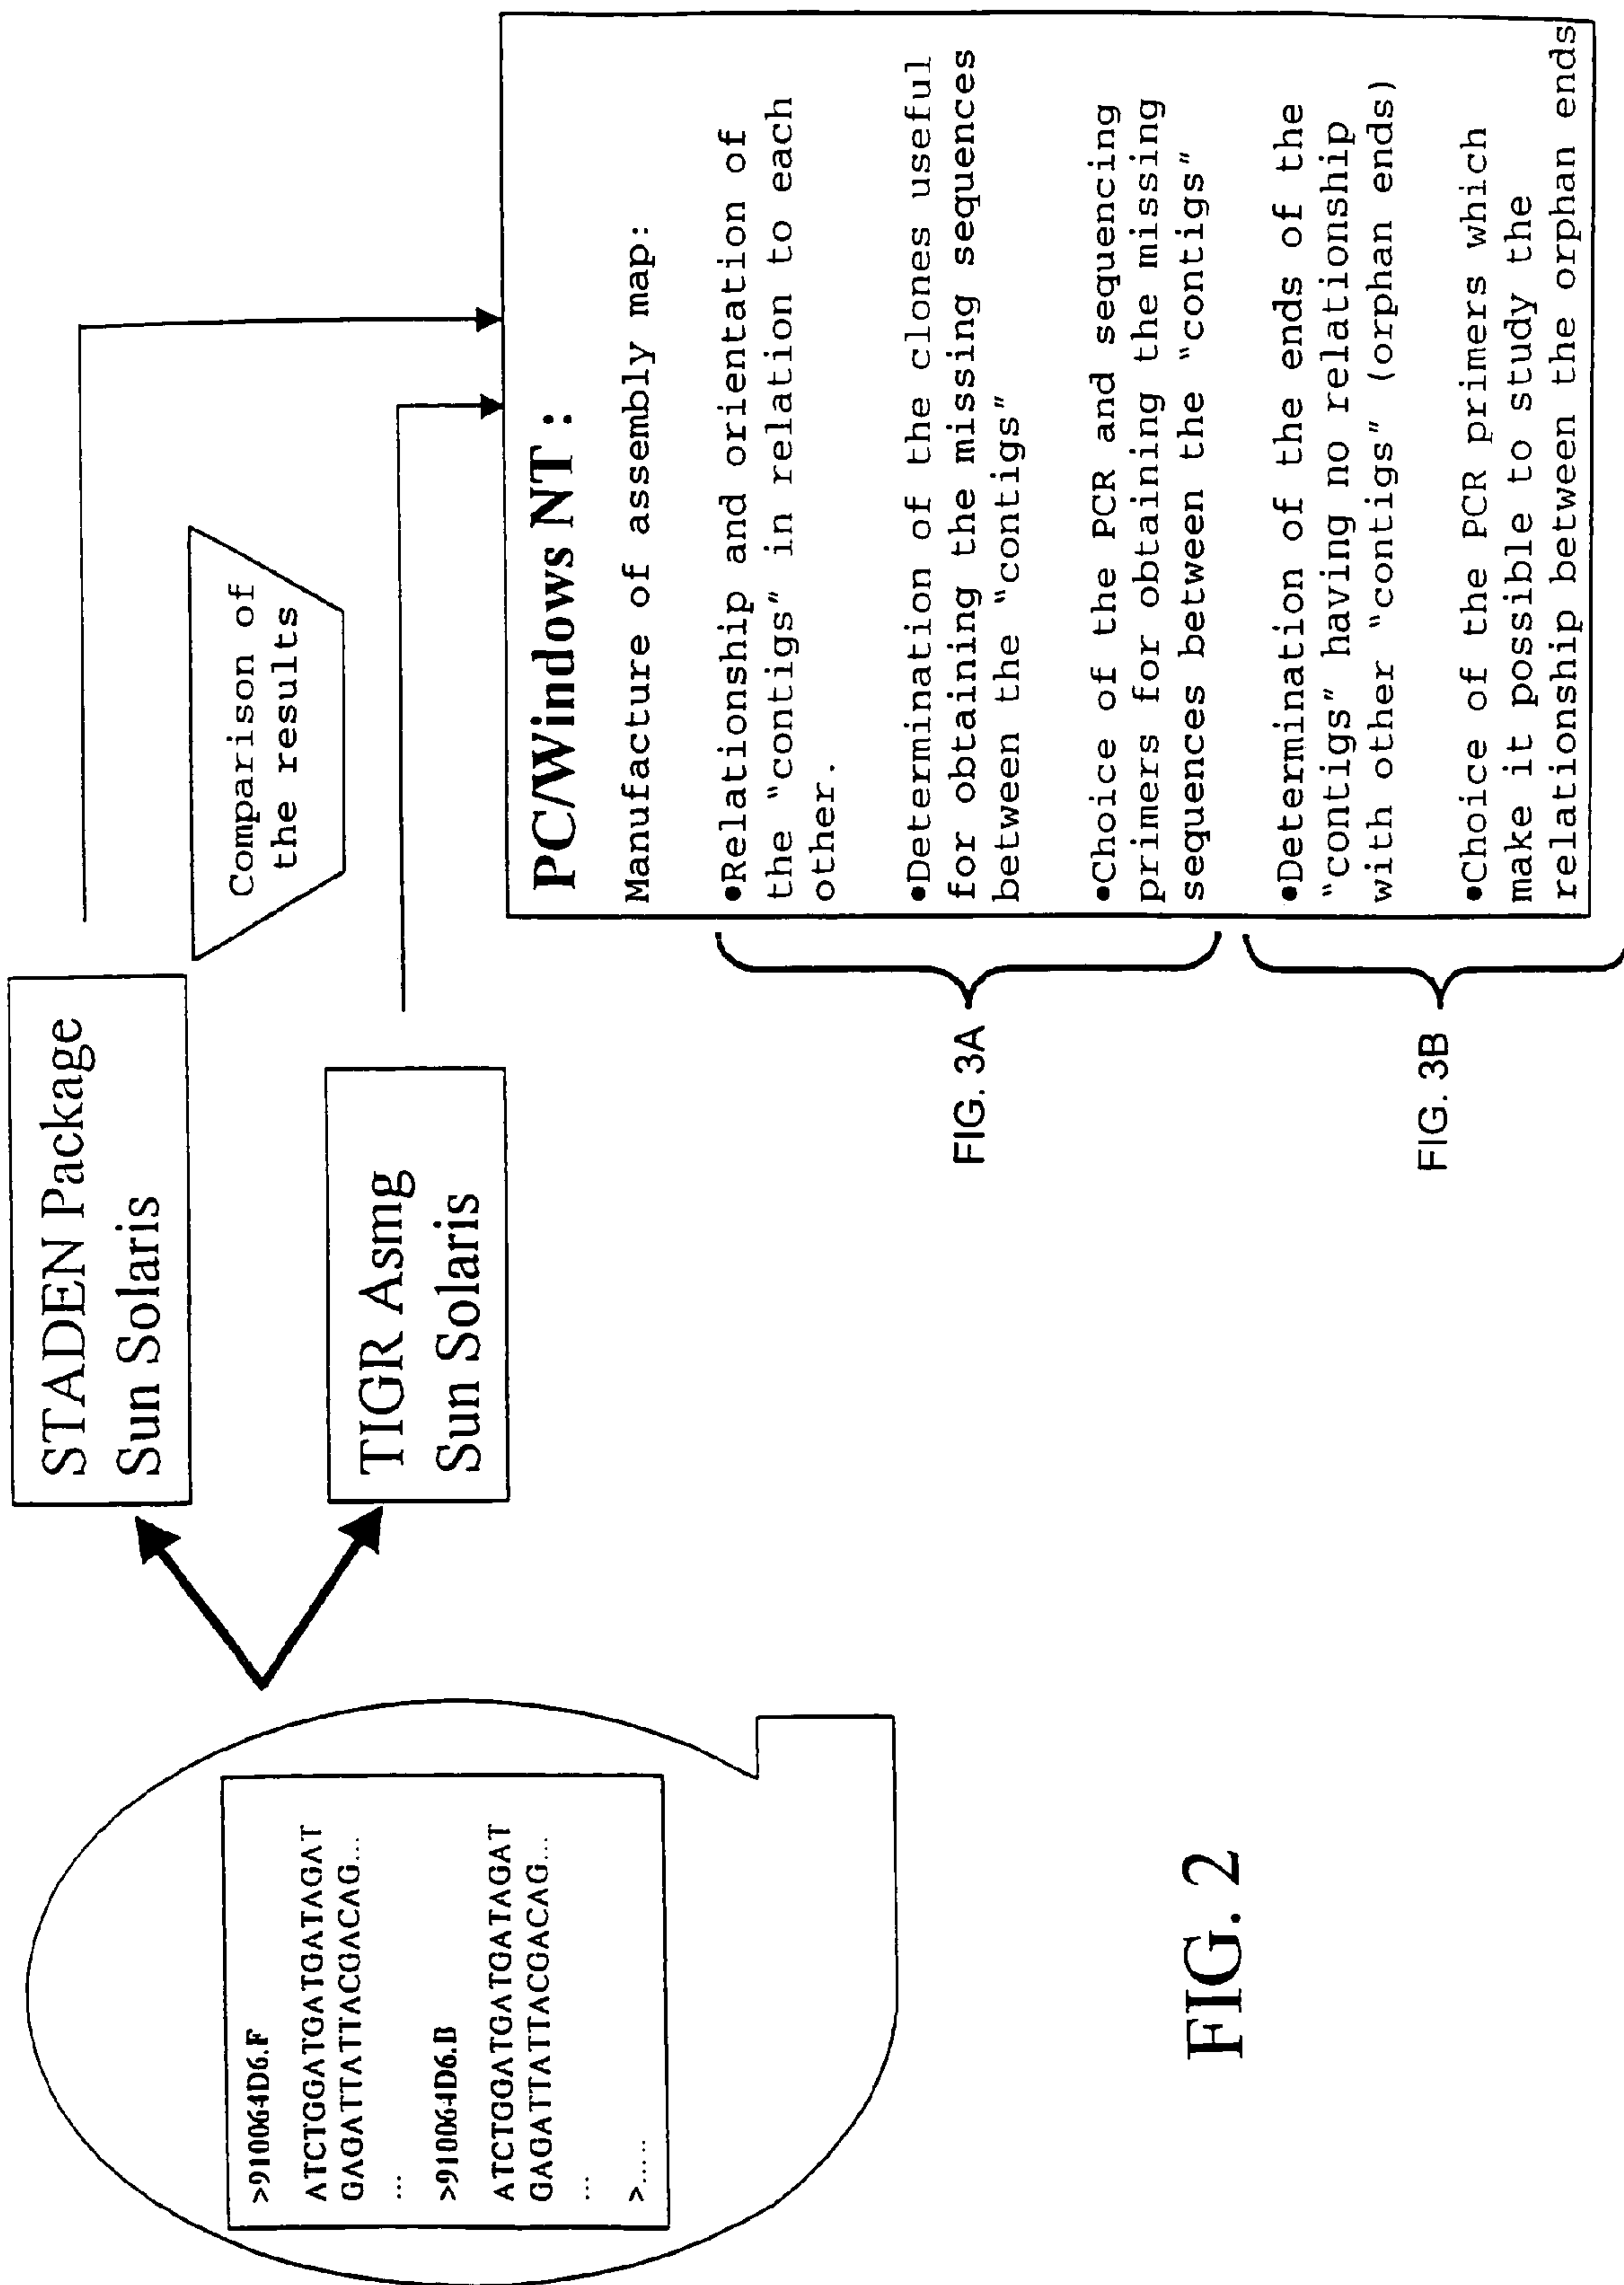 >910064D6.F
ATCTGGATGATGATAGAT
GAGATTATTACGACAG...
...
>910064D6.B
ATCTGGATGATGATAGAT
GAGATTATTACGACAG...
...
>.....
STADEN Package
Sun Solaris
TIGR Asmg
Sun Solaris
Comparison of
the results
PC/Windows NT:
Manufacture of assembly map:
•Relationship and orientation of
the "contigs" in relation to each
other.
•Determination of the clones useful
for obtaining the missing sequences
between the "contigs"
•Choice of the PCR and sequencing
primers for obtaining the missing
sequences between the "contigs"
•Determination of the ends of the
"contigs" having no relationship
with other "contigs" (orphan ends)
•Choice of the PCR primers which
make it possible to study the
relationship between the orphan ends
FIG. 3A
FIG. 3B
FIG. 2